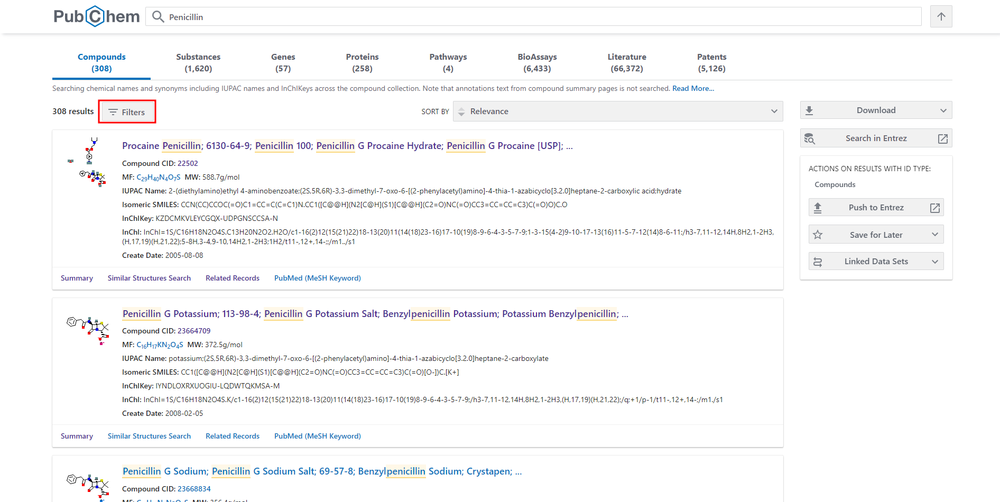 PubChem
Penicillin
Compounds Substances Genes Proteins Pathways BioAssays Literature Patents
(308) (1,620) (57) (258) (4) (6,433) (66,372) (5,126)
Searching chemical names and synonyms including IUPAC names and InChIKeys across the compound collection. Note that annotations text from compound summary pages is not searched. Read More...
308 results Filters SORT BY Relevance
Download
Search in Entrez
ACTIONS ON RESULTS WITH ID TYPE:
Compounds
Push to Entrez
Save for Later
Linked Data Sets
Procaine Penicillin; 6130-64-9; Penicillin 100; Penicillin G Procaine Hydrate; Penicillin G Procaine [USP]; ...
Compound CID: 22502
MF: C29H40N4O7S MW: 588.7g/mol
IUPAC Name: 2-(diethylamino)ethyl 4-aminobenzoate;(2S,5R,6R)-3,3-dimethyl-7-oxo-6-[(2-phenylacetyl)amino]-4-thia-1-azabicyclo[3.2.0]heptane-2-carboxylic acid;hydrate
Isomeric SMILES: CCN(CC)CCOC(=O)C1=CC=C(C=C1)N.CC1([C@@H](N2[C@H](S1)[C@@H](C2=O)NC(=O)CC3=CC=CC=C3)C(=O)O)C.O
InChIKey: KZDCMKVLEYCGQX-UDPGNSCCSA-N
InChI: InChI=1S/C16H18N2O4S.C13H20N2O2.H2O/c1-16(2)12(15(21)22)18-13(20)11(14(18)23-16)17-10(19)8-9-6-4-3-5-7-9;1-3-15(4-2)9-10-17-13(16)11-5-7-12(14)8-6-11;/h3-7,11-12,14H,8H2,1-2H3,
(H,17,19)(H,21,22);5-8H,3-4,9-10,14H2,1-2H3;1H2/t11-,12+,14-;;/m1../s1
Create Date: 2005-08-08
Summary Similar Structures Search Related Records PubMed (MeSH Keyword)
Penicillin G Potassium; 113-98-4; Penicillin G Potassium Salt; Benzylpenicillin Potassium; Potassium Benzylpenicillin; ...
Compound CID: 23664709
MF: C16H17KN2O4S MW: 372.5g/mol
IUPAC Name: potassium;(2S,5R,6R)-3,3-dimethyl-7-oxo-6-[(2-phenylacetyl)amino]-4-thia-1-azabicyclo[3.2.0]heptane-2-carboxylate
Isomeric SMILES: CC1([C@@H](N2[C@H](S1)[C@@H](C2=O)NC(=O)CC3=CC=CC=C3)C(=O)[O-])C.[K+]
InChIKey: IYNDLOXRXUOGIU-LQDWTQKMSA-M
InChI: InChI=1S/C16H18N2O4S.K/c1-16(2)12(15(21)22)18-13(20)11(14(18)23-16)17-10(19)8-9-6-4-3-5-7-9;/h3-7,11-12,14H,8H2,1-2H3,(H,17,19)(H,21,22);/q;+1/p-1/t11-,12+,14-;/m1./s1
Create Date: 2008-02-05
Summary Similar Structures Search Related Records PubMed (MeSH Keyword)
Penicillin G Sodium; Penicillin G Sodium Salt; 69-57-8; Benzylpenicillin Sodium; Crystapen; ...
Compound CID: 23668834